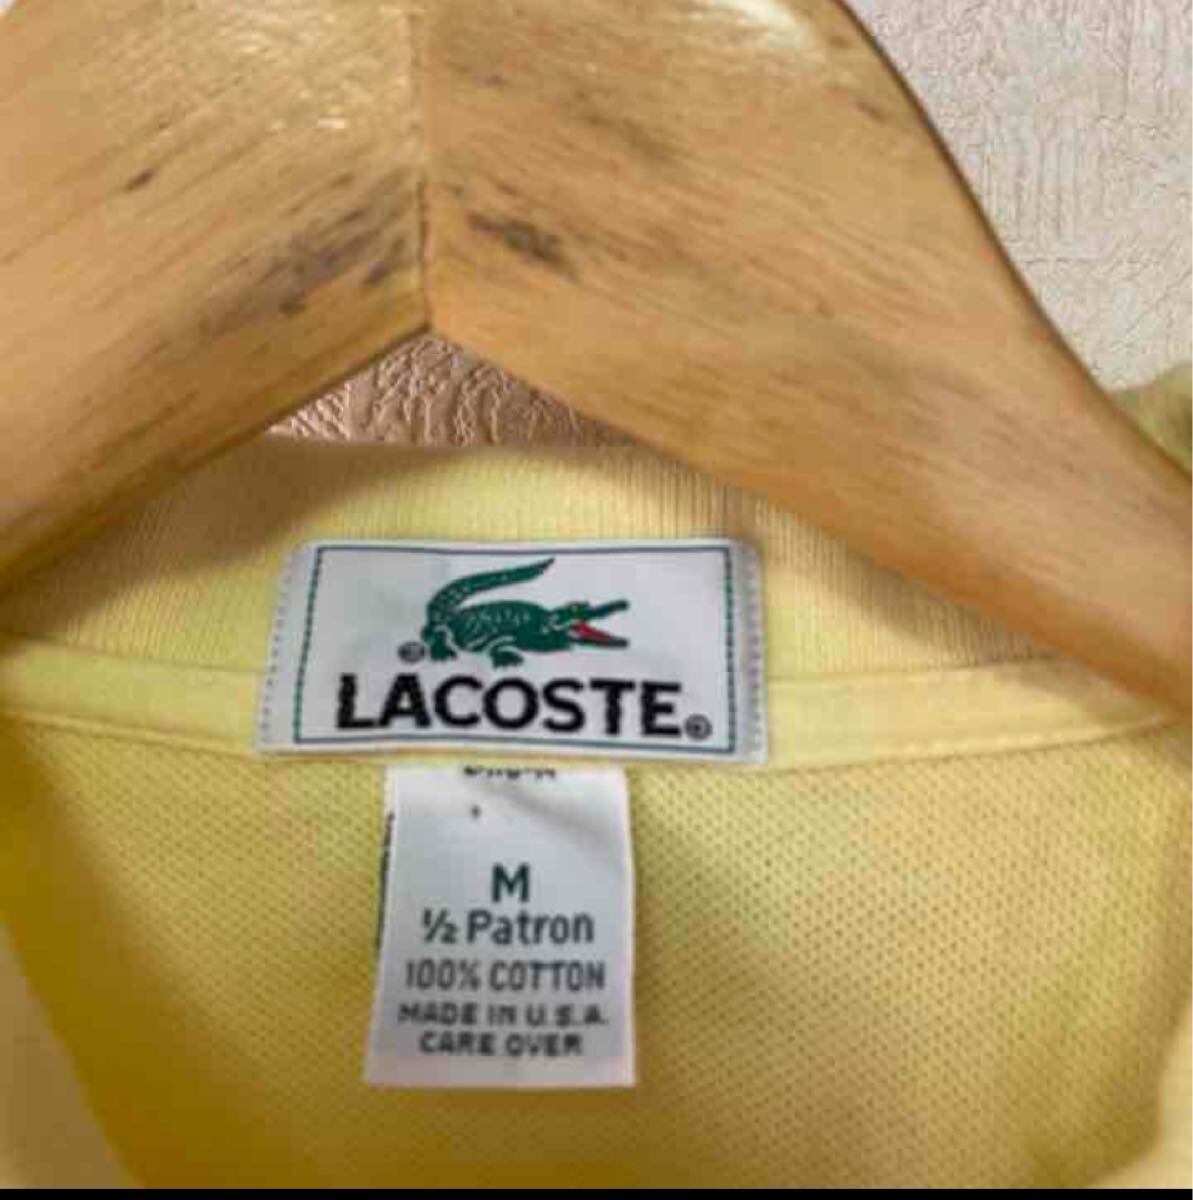 LACOSTE
M
½ Patron
100% COTTON
MADE IN U.S.A.
CARE OVER